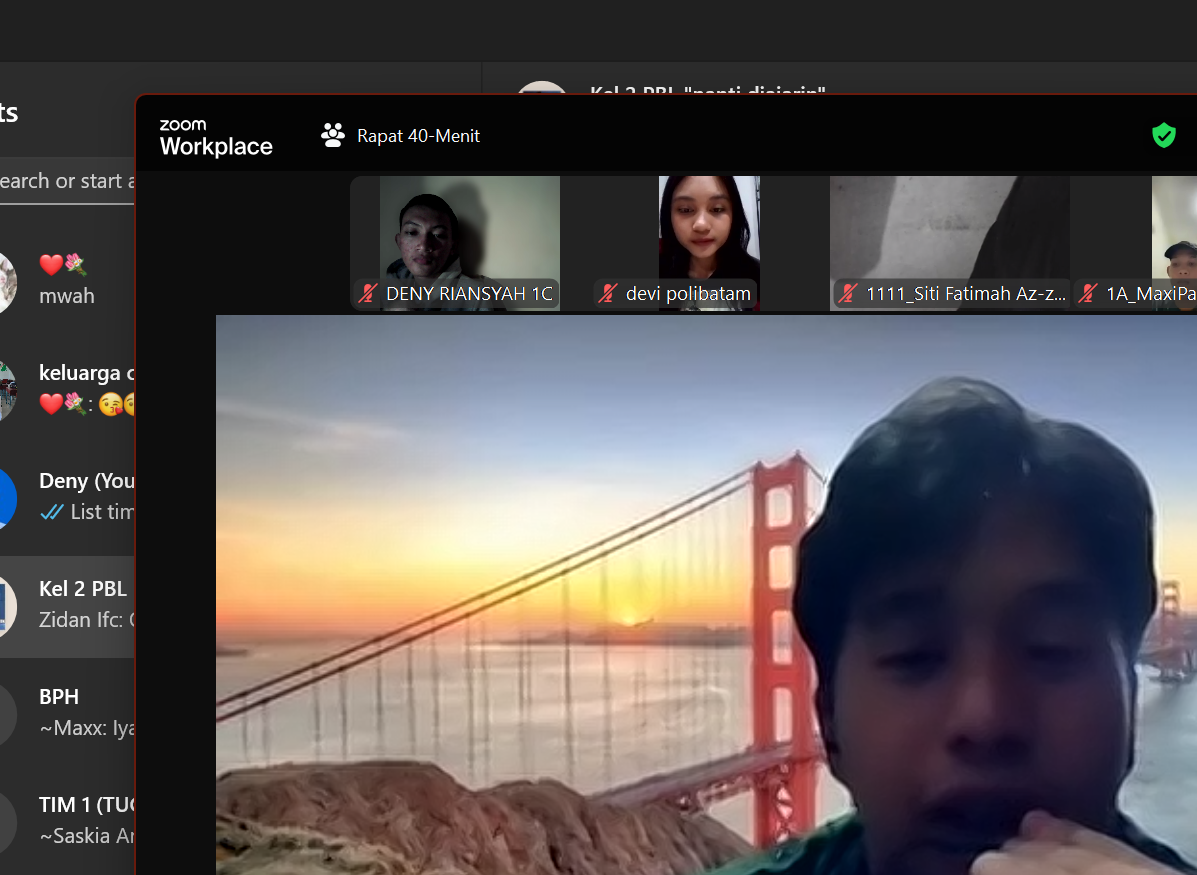 ts
Kel 2 PBL "nanti diajarin"
zoom
Workplace
Rapat 40-Menit
earch or start a
DENY RIANSYAH 1C
devi polibatam
1111_Siti Fatimah Az-z...
1A_MaxiPa
mwah
keluarga c
:
Deny (You
List tim
Kel 2 PBL
Zidan Ifc:
BPH
~Maxx: Iya
TIM 1 (TUG
~Saskia Ar